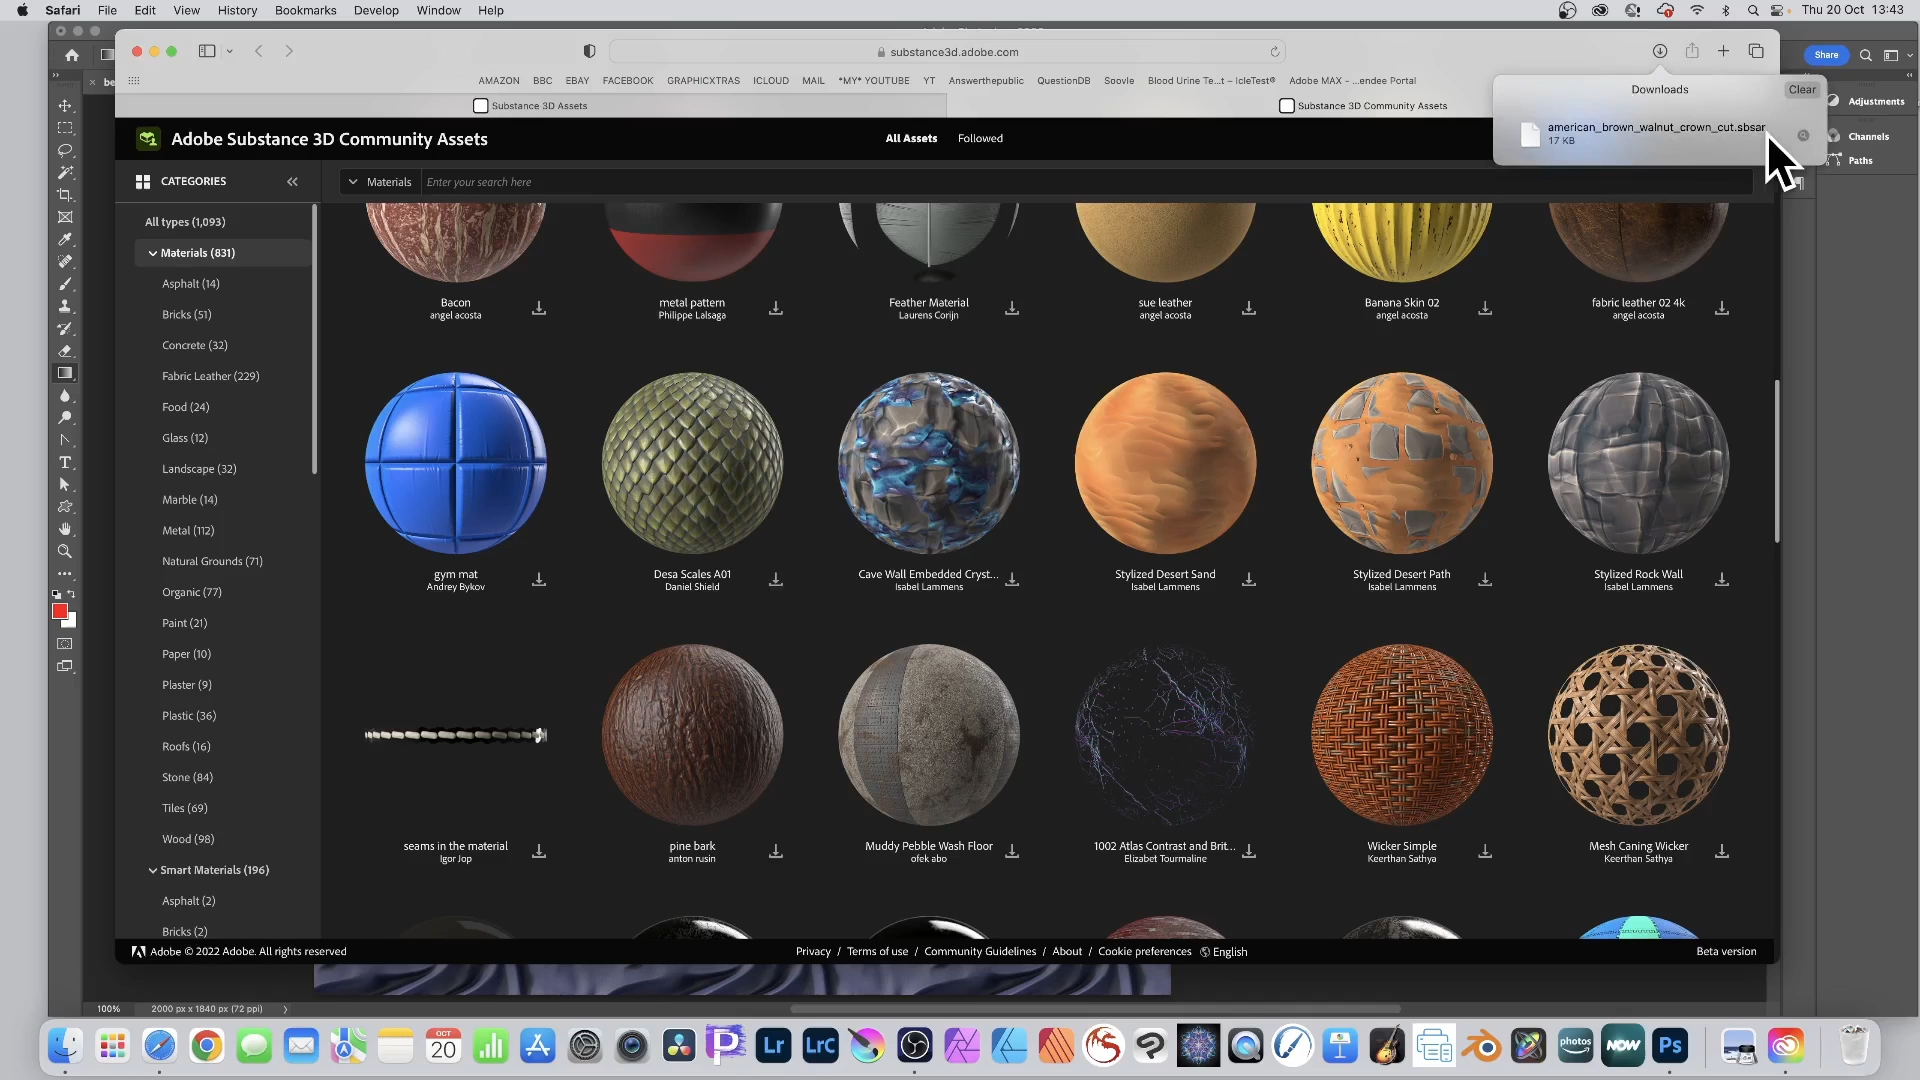 Safari File Edit View History Bookmarks Develop Window Help Thu 20 Oct 13:43
substance3d.adobe.com
Share
AMAZON BBC EBAY FACEBOOK GRAPHICXTRAS ICLOUD MAIL *MY* YOUTUBE YT Answerthepublic QuestionDB Soovle Blood Urine Te...t – IcleTest® Adobe MAX - ...endee Portal
Downloads Clear
american_brown_walnut_crown_cut.sbsar
17 KB
Adjustments
Channels
Paths
be
Substance 3D Assets
Substance 3D Community Assets
Adobe Substance 3D Community Assets
All Assets Followed
CATEGORIES
Materials Enter your search here
All types (1,093)
Materials (831)
Asphalt (14)
Bricks (51)
Concrete (32)
Fabric Leather (229)
Food (24)
Glass (12)
Landscape (32)
Marble (14)
Metal (112)
Natural Grounds (71)
Organic (77)
Paint (21)
Paper (10)
Plaster (9)
Plastic (36)
Roofs (16)
Stone (84)
Tiles (69)
Wood (98)
Smart Materials (196)
Asphalt (2)
Bricks (2)
Bacon
angel acosta
metal pattern
Philippe Lalsaga
Feather Material
Laurens Corijn
sue leather
angel acosta
Banana Skin 02
angel acosta
fabric leather 02 4k
angel acosta
gym mat
Andrey Bykov
Desa Scales A01
Daniel Shield
Cave Wall Embedded Cryst...
Isabel Lammens
Stylized Desert Sand
Isabel Lammens
Stylized Desert Path
Isabel Lammens
Stylized Rock Wall
Isabel Lammens
seams in the material
Igor Jop
pine bark
anton rusin
Muddy Pebble Wash Floor
ofek abo
1002 Atlas Contrast and Brit...
Elizabet Tourmaline
Wicker Simple
Keerthan Sathya
Mesh Caning Wicker
Keerthan Sathya
Adobe © 2022 Adobe. All rights reserved
Privacy / Terms of use / Community Guidelines / About / Cookie preferences English
Beta version
100% 2000 px x 1840 px (72 ppi)
OCT
20
Lr
LrC
photos
NOW
Ps